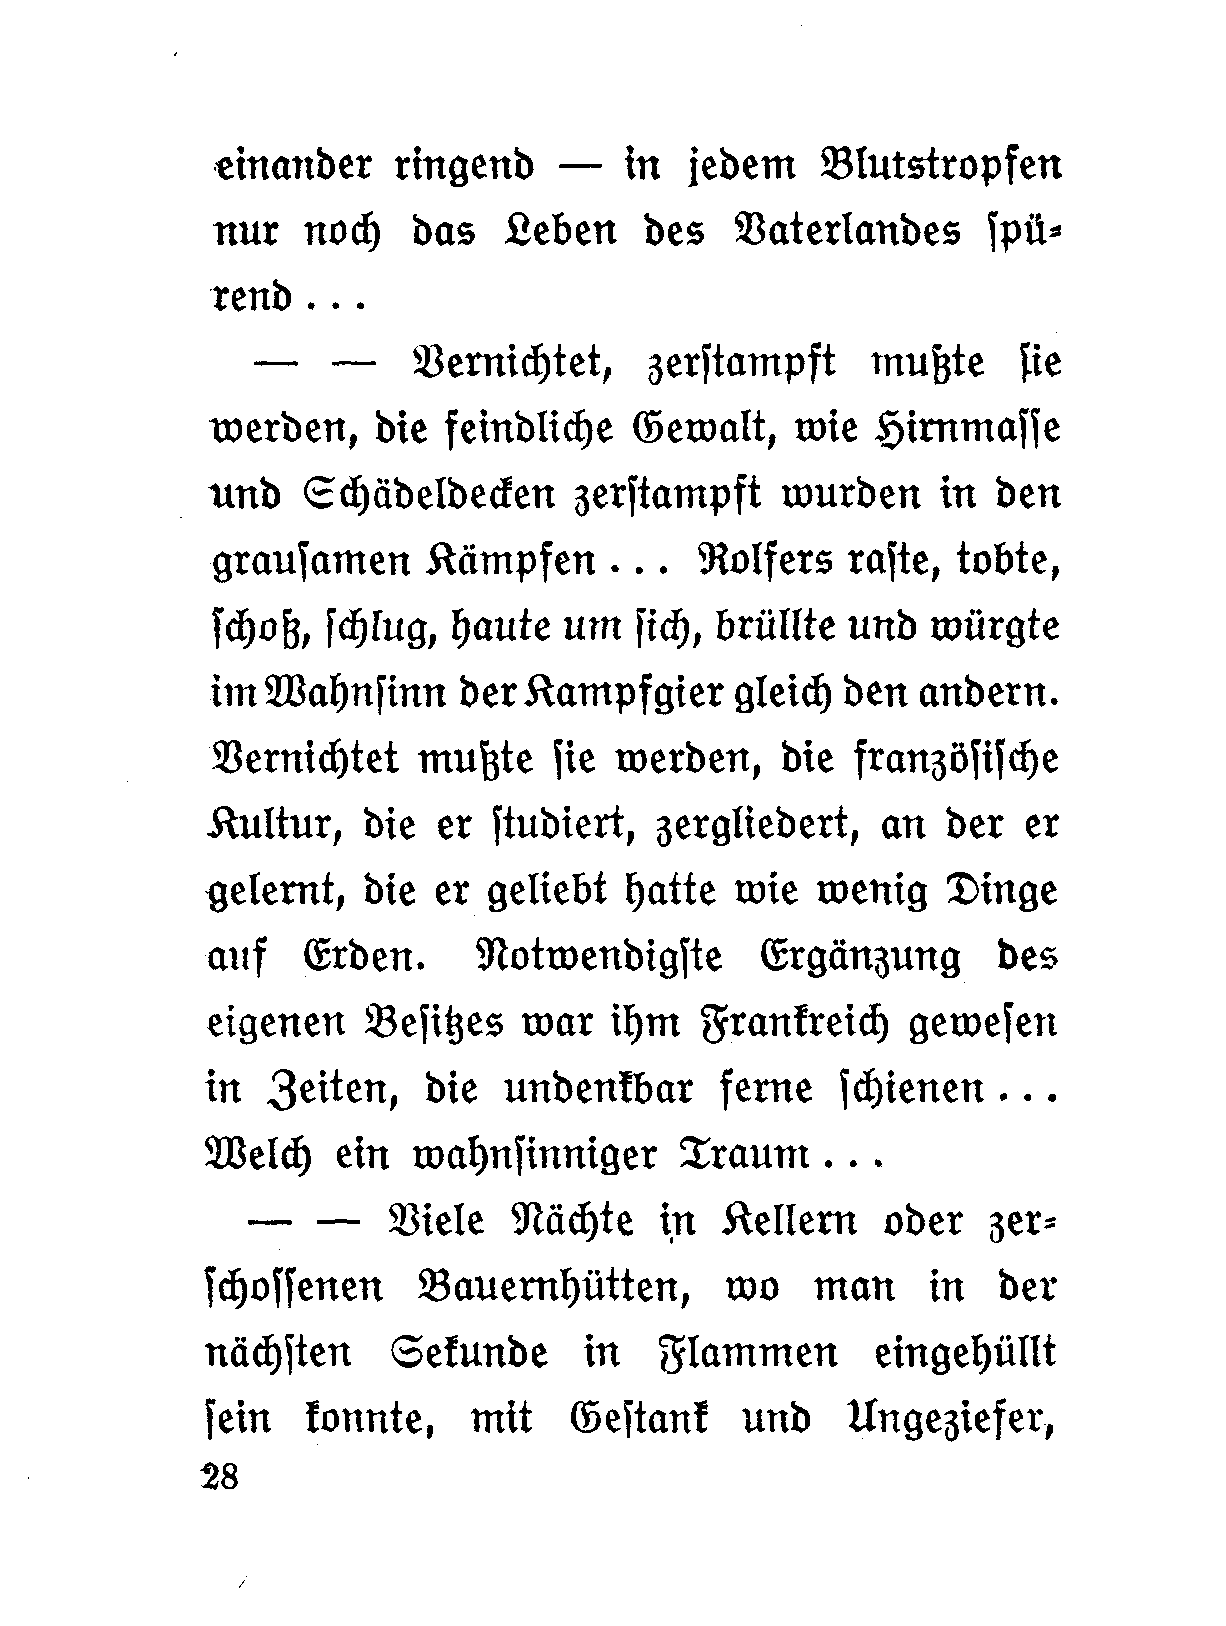 einander ringend — in jedem Blutstropfen
nur noch das Leben des Vaterlandes ſpü⸗
rend . . .
— — Vernichtet, zerſtampft mußte ſie
werden, die feindliche Gewalt, wie Hirnmaſſe
und Schädeldecken zerſtampft wurden in den
grauſamen Kämpfen . . . Rolfers raſte, tobte,
ſchoß, ſchlug, haute um ſich, brüllte und würgte
im Wahnſinn der Kampfgier gleich den andern.
Vernichtet mußte ſie werden, die franzöſiſche
Kultur, die er ſtudiert, zergliedert, an der er
gelernt, die er geliebt hatte wie wenig Dinge
auf Erden. Notwendigſte Ergänzung des
eigenen Beſitzes war ihm Frankreich geweſen
in Zeiten, die undenkbar ferne ſchienen . . .
Welch ein wahnſinniger Traum . . .
— — Viele Nächte in Kellern oder zer⸗
ſchoſſenen Bauernhütten, wo man in der
nächſten Sekunde in Flammen eingehüllt
ſein konnte, mit Geſtank und Ungeziefer,
28